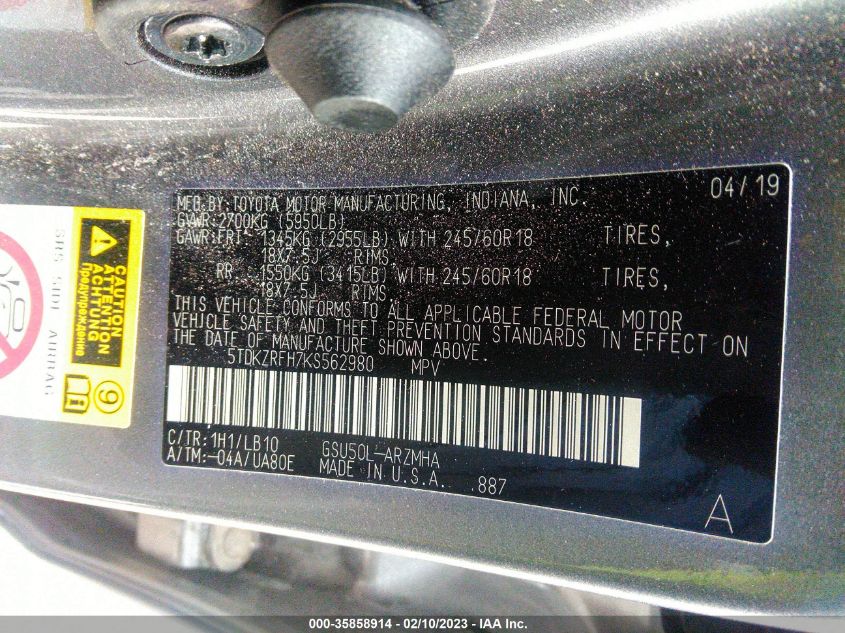 MFD.BY:TOYOTA MOTOR MANUFACTURING, INDIANA, INC. 04/19
GVWR:2700KG (5950LB)
GAWR:FRT 1345KG (2955LB) WITH 245/60R18 TIRES,
18X7.5J RIMS,
RR 1550KG (3415LB) WITH 245/60R18 TIRES,
18X7.5J RIMS.
THIS VEHICLE CONFORMS TO ALL APPLICABLE FEDERAL MOTOR
VEHICLE SAFETY AND THEFT PREVENTION STANDARDS IN EFFECT ON
THE DATE OF MANUFACTURE SHOWN ABOVE.
5TDKZRFH7KS562980 MPV
C/TR:1H1/LB10 GSU50L-ARZMHA
A/TM:-04A/UA80E MADE IN U.S.A. 887
A
CAUTION
ATTENTION
ACHTUNG
Предупреждение
SRS SIDE AIRBAG
9
000-35858914 - 02/10/2023 - IAA Inc.